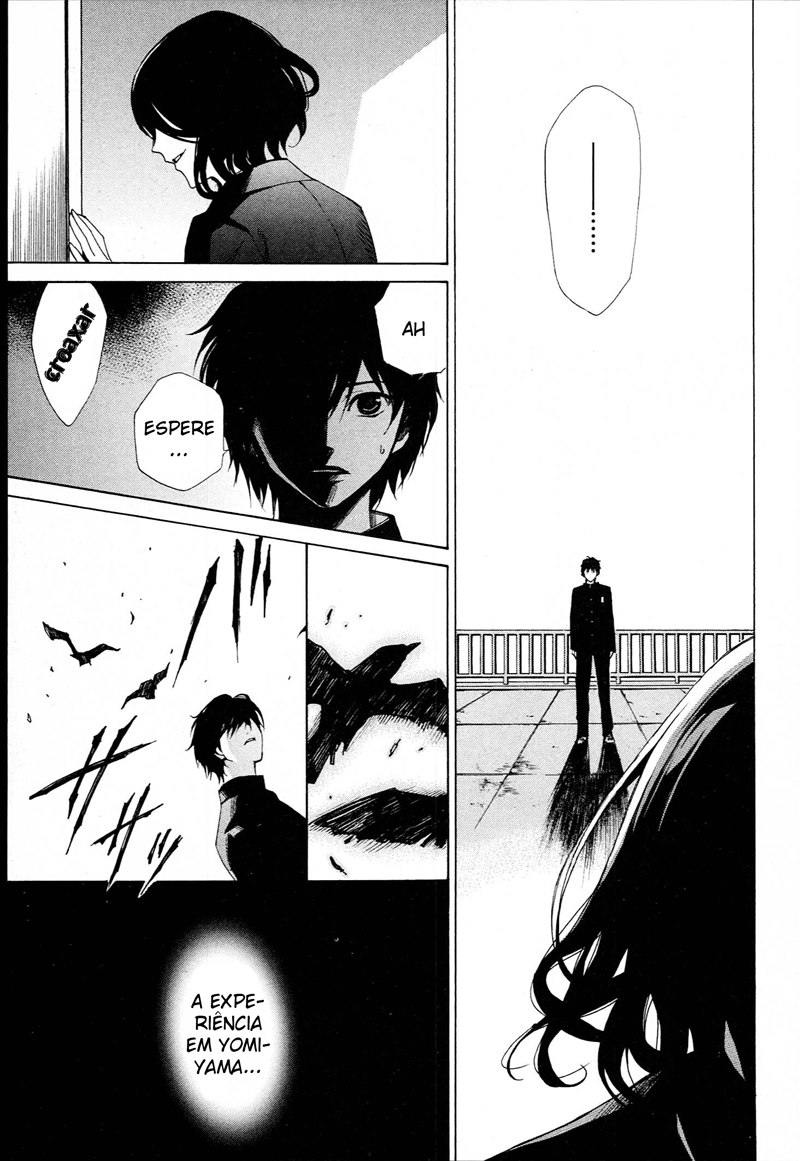 AH
ESPERE
...
croaxar
A EXPE-
RIÊNCIA
EM YOMI-
YAMA...